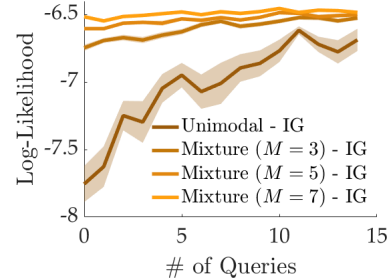 -6.5
-7
-7.5
-8
Log-Likelihood
Unimodal - IG
Mixture (M = 3) - IG
Mixture (M = 5) - IG
Mixture (M = 7) - IG
0 5 10 15
# of Queries